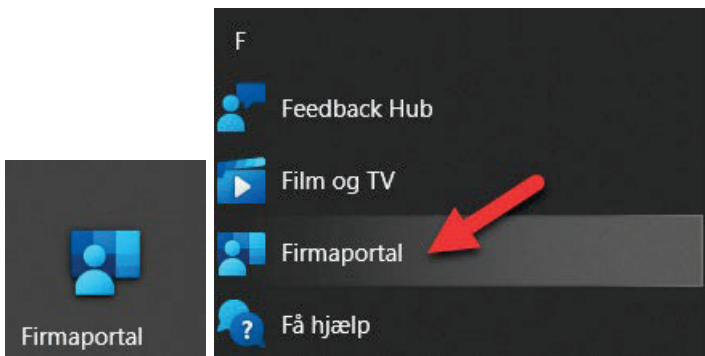 Firmaportal
F
Feedback Hub
Film og TV
Firmaportal
?
Få hjælp